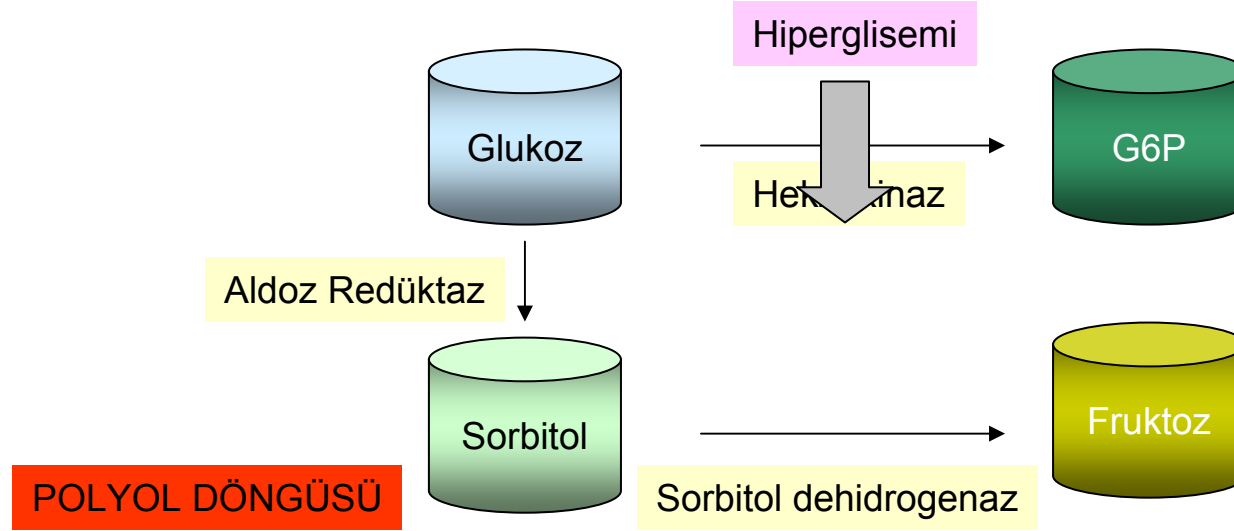 Hiperglisemi
Glukoz
G6P
Aldoz Redüktaz
Sorbitol
Fruktoz
POLYOL DÖNGÜSÜ
Sorbitol dehidrogenaz